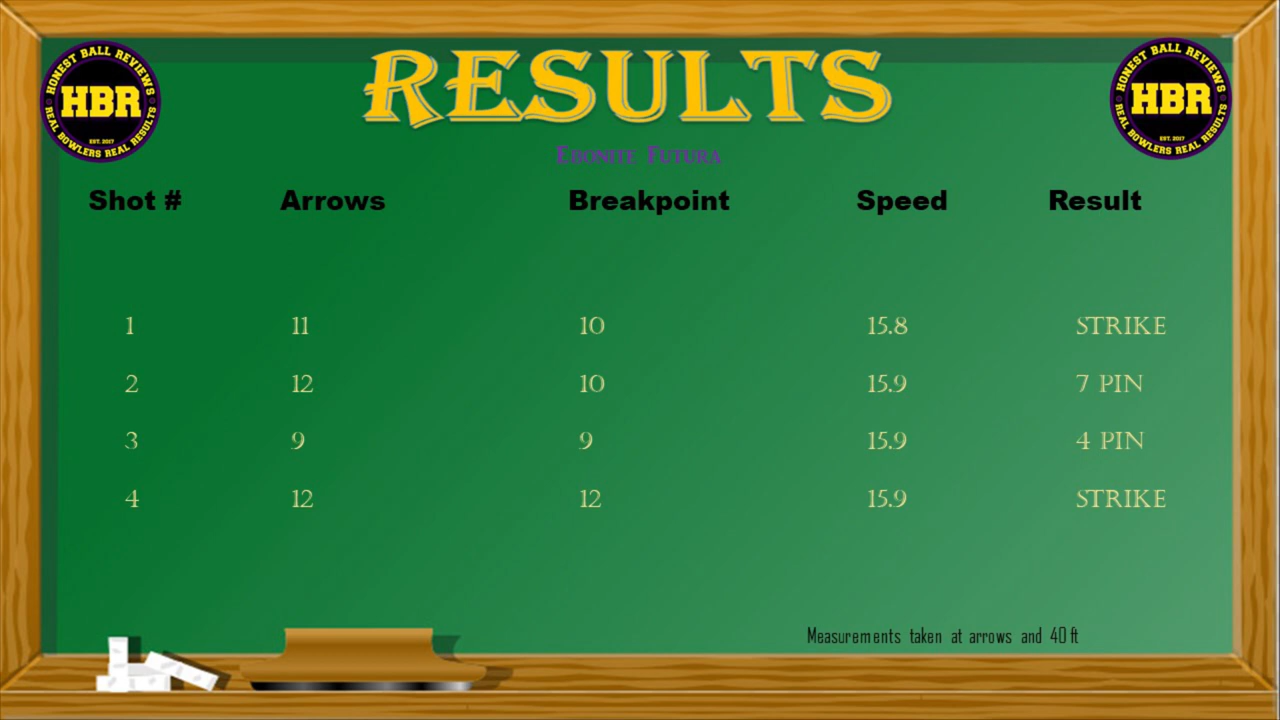 HONEST BALL REVIEWS
HBR
EST. 2017
REAL BOWLERS REAL RESULTS
RESULTS
HONEST BALL REVIEWS
HBR
EST. 2017
REAL BOWLERS REAL RESULTS
Ebonite Futura
Shot # Arrows Breakpoint Speed Result
1 11 10 15.8 STRIKE
2 12 10 15.9 7 PIN
3 9 9 15.9 4 PIN
4 12 12 15.9 STRIKE
Measurements taken at arrows and 40 ft